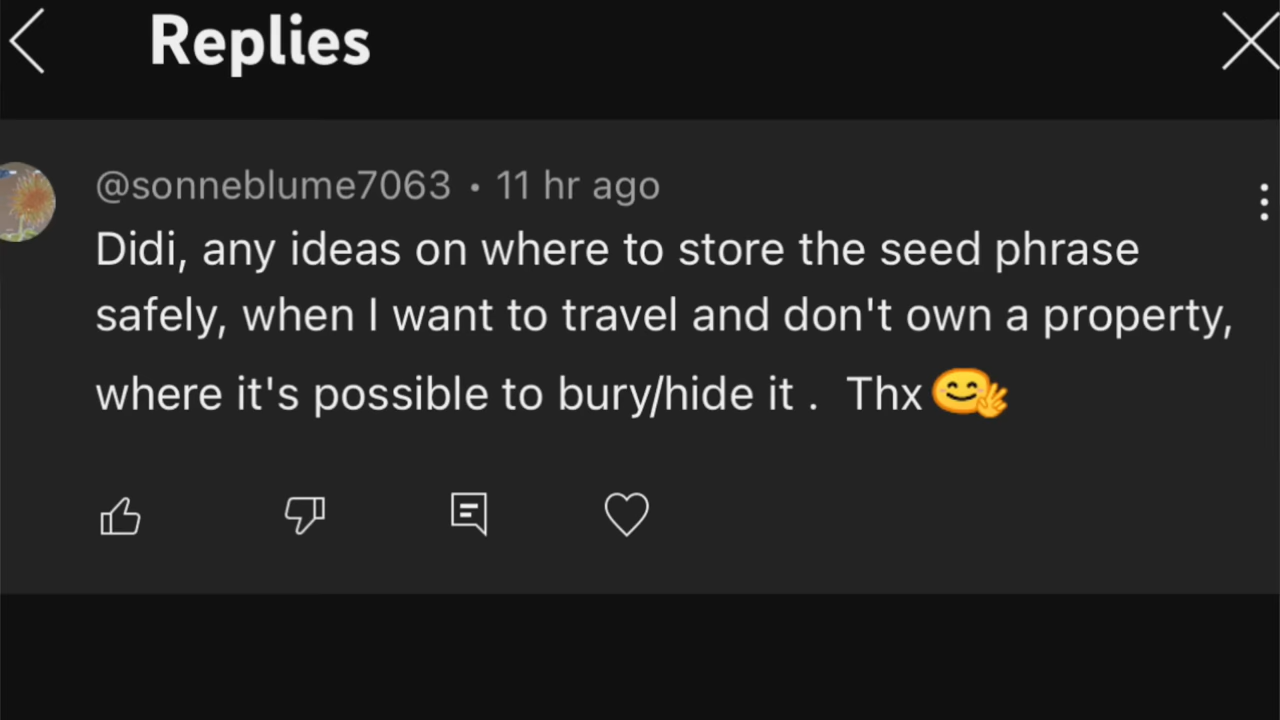 Replies
@sonneblume7063 • 11 hr ago
Didi, any ideas on where to store the seed phrase
safely, when I want to travel and don't own a property,
where it's possible to bury/hide it . Thx 😊👋